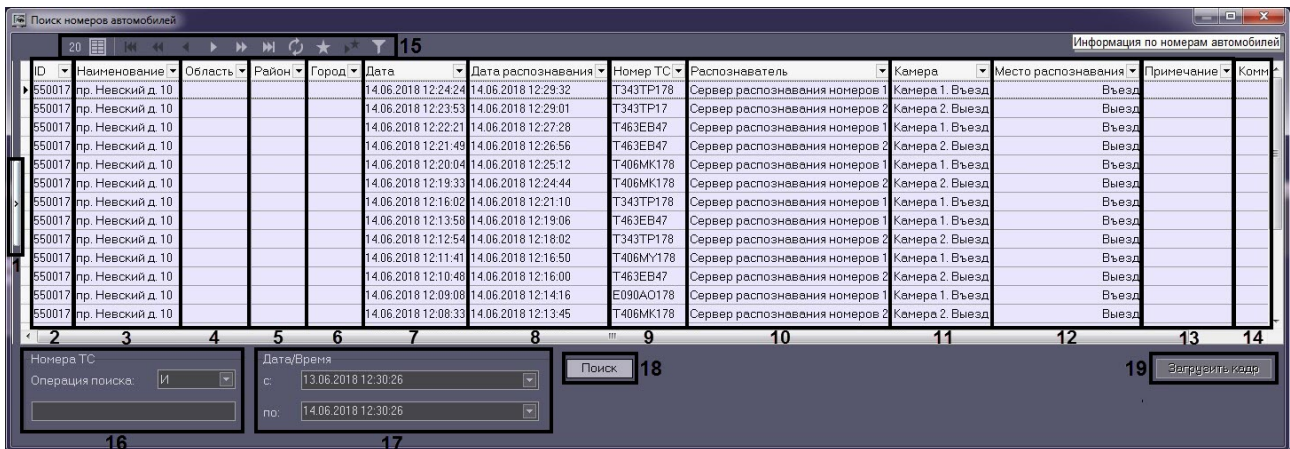 Поиск номеров автомобилей
20 15
Информация по номерам автомобилей
ID Наименование Область Район Город Дата Дата распознавания Номер ТС Распознаватель Камера Место распознавания Примечание Комм
550017 пр. Невский д. 10 14.06.2018 12:24:24 14.06.2018 12:29:32 Т343ТР178 Сервер распознавания номеров 1 Камера 1. Въезд Въезд
550017 пр. Невский д. 10 14.06.2018 12:23:53 14.06.2018 12:29:01 Т343ТР17 Сервер распознавания номеров 2 Камера 2. Выезд Выезд
550017 пр. Невский д. 10 14.06.2018 12:22:21 14.06.2018 12:27:28 Т463ЕВ47 Сервер распознавания номеров 1 Камера 1. Въезд Въезд
550017 пр. Невский д. 10 14.06.2018 12:21:49 14.06.2018 12:26:56 Т463ЕВ47 Сервер распознавания номеров 2 Камера 2. Выезд Выезд
550017 пр. Невский д. 10 14.06.2018 12:20:04 14.06.2018 12:25:12 Т406МК178 Сервер распознавания номеров 1 Камера 1. Въезд Въезд
550017 пр. Невский д. 10 14.06.2018 12:19:33 14.06.2018 12:24:44 Т406МК178 Сервер распознавания номеров 2 Камера 2. Выезд Выезд
550017 пр. Невский д. 10 14.06.2018 12:16:02 14.06.2018 12:21:10 Т343ТР178 Сервер распознавания номеров 1 Камера 1. Въезд Въезд
550017 пр. Невский д. 10 14.06.2018 12:13:58 14.06.2018 12:19:06 Т463ЕВ47 Сервер распознавания номеров 1 Камера 1. Въезд Въезд
550017 пр. Невский д. 10 14.06.2018 12:12:54 14.06.2018 12:18:02 Т343ТР178 Сервер распознавания номеров 2 Камера 2. Выезд Выезд
1 550017 пр. Невский д. 10 14.06.2018 12:11:41 14.06.2018 12:16:50 Т406МУ178 Сервер распознавания номеров 1 Камера 1. Въезд Въезд
550017 пр. Невский д. 10 14.06.2018 12:10:48 14.06.2018 12:16:00 Т463ЕВ47 Сервер распознавания номеров 2 Камера 2. Выезд Выезд
550017 пр. Невский д. 10 14.06.2018 12:09:08 14.06.2018 12:14:16 Е090АО178 Сервер распознавания номеров 1 Камера 1. Въезд Въезд
550017 пр. Невский д. 10 14.06.2018 12:08:33 14.06.2018 12:13:45 Т406МК178 Сервер распознавания номеров 2 Камера 2. Выезд Выезд
2 3 4 5 6 7 8 9 10 11 12 13 14
Номера ТС Дата/Время
Операция поиска: И с: 13.06.2018 12:30:26 Поиск 18 19 Загрузить кадр
по: 14.06.2018 12:30:26
16 17